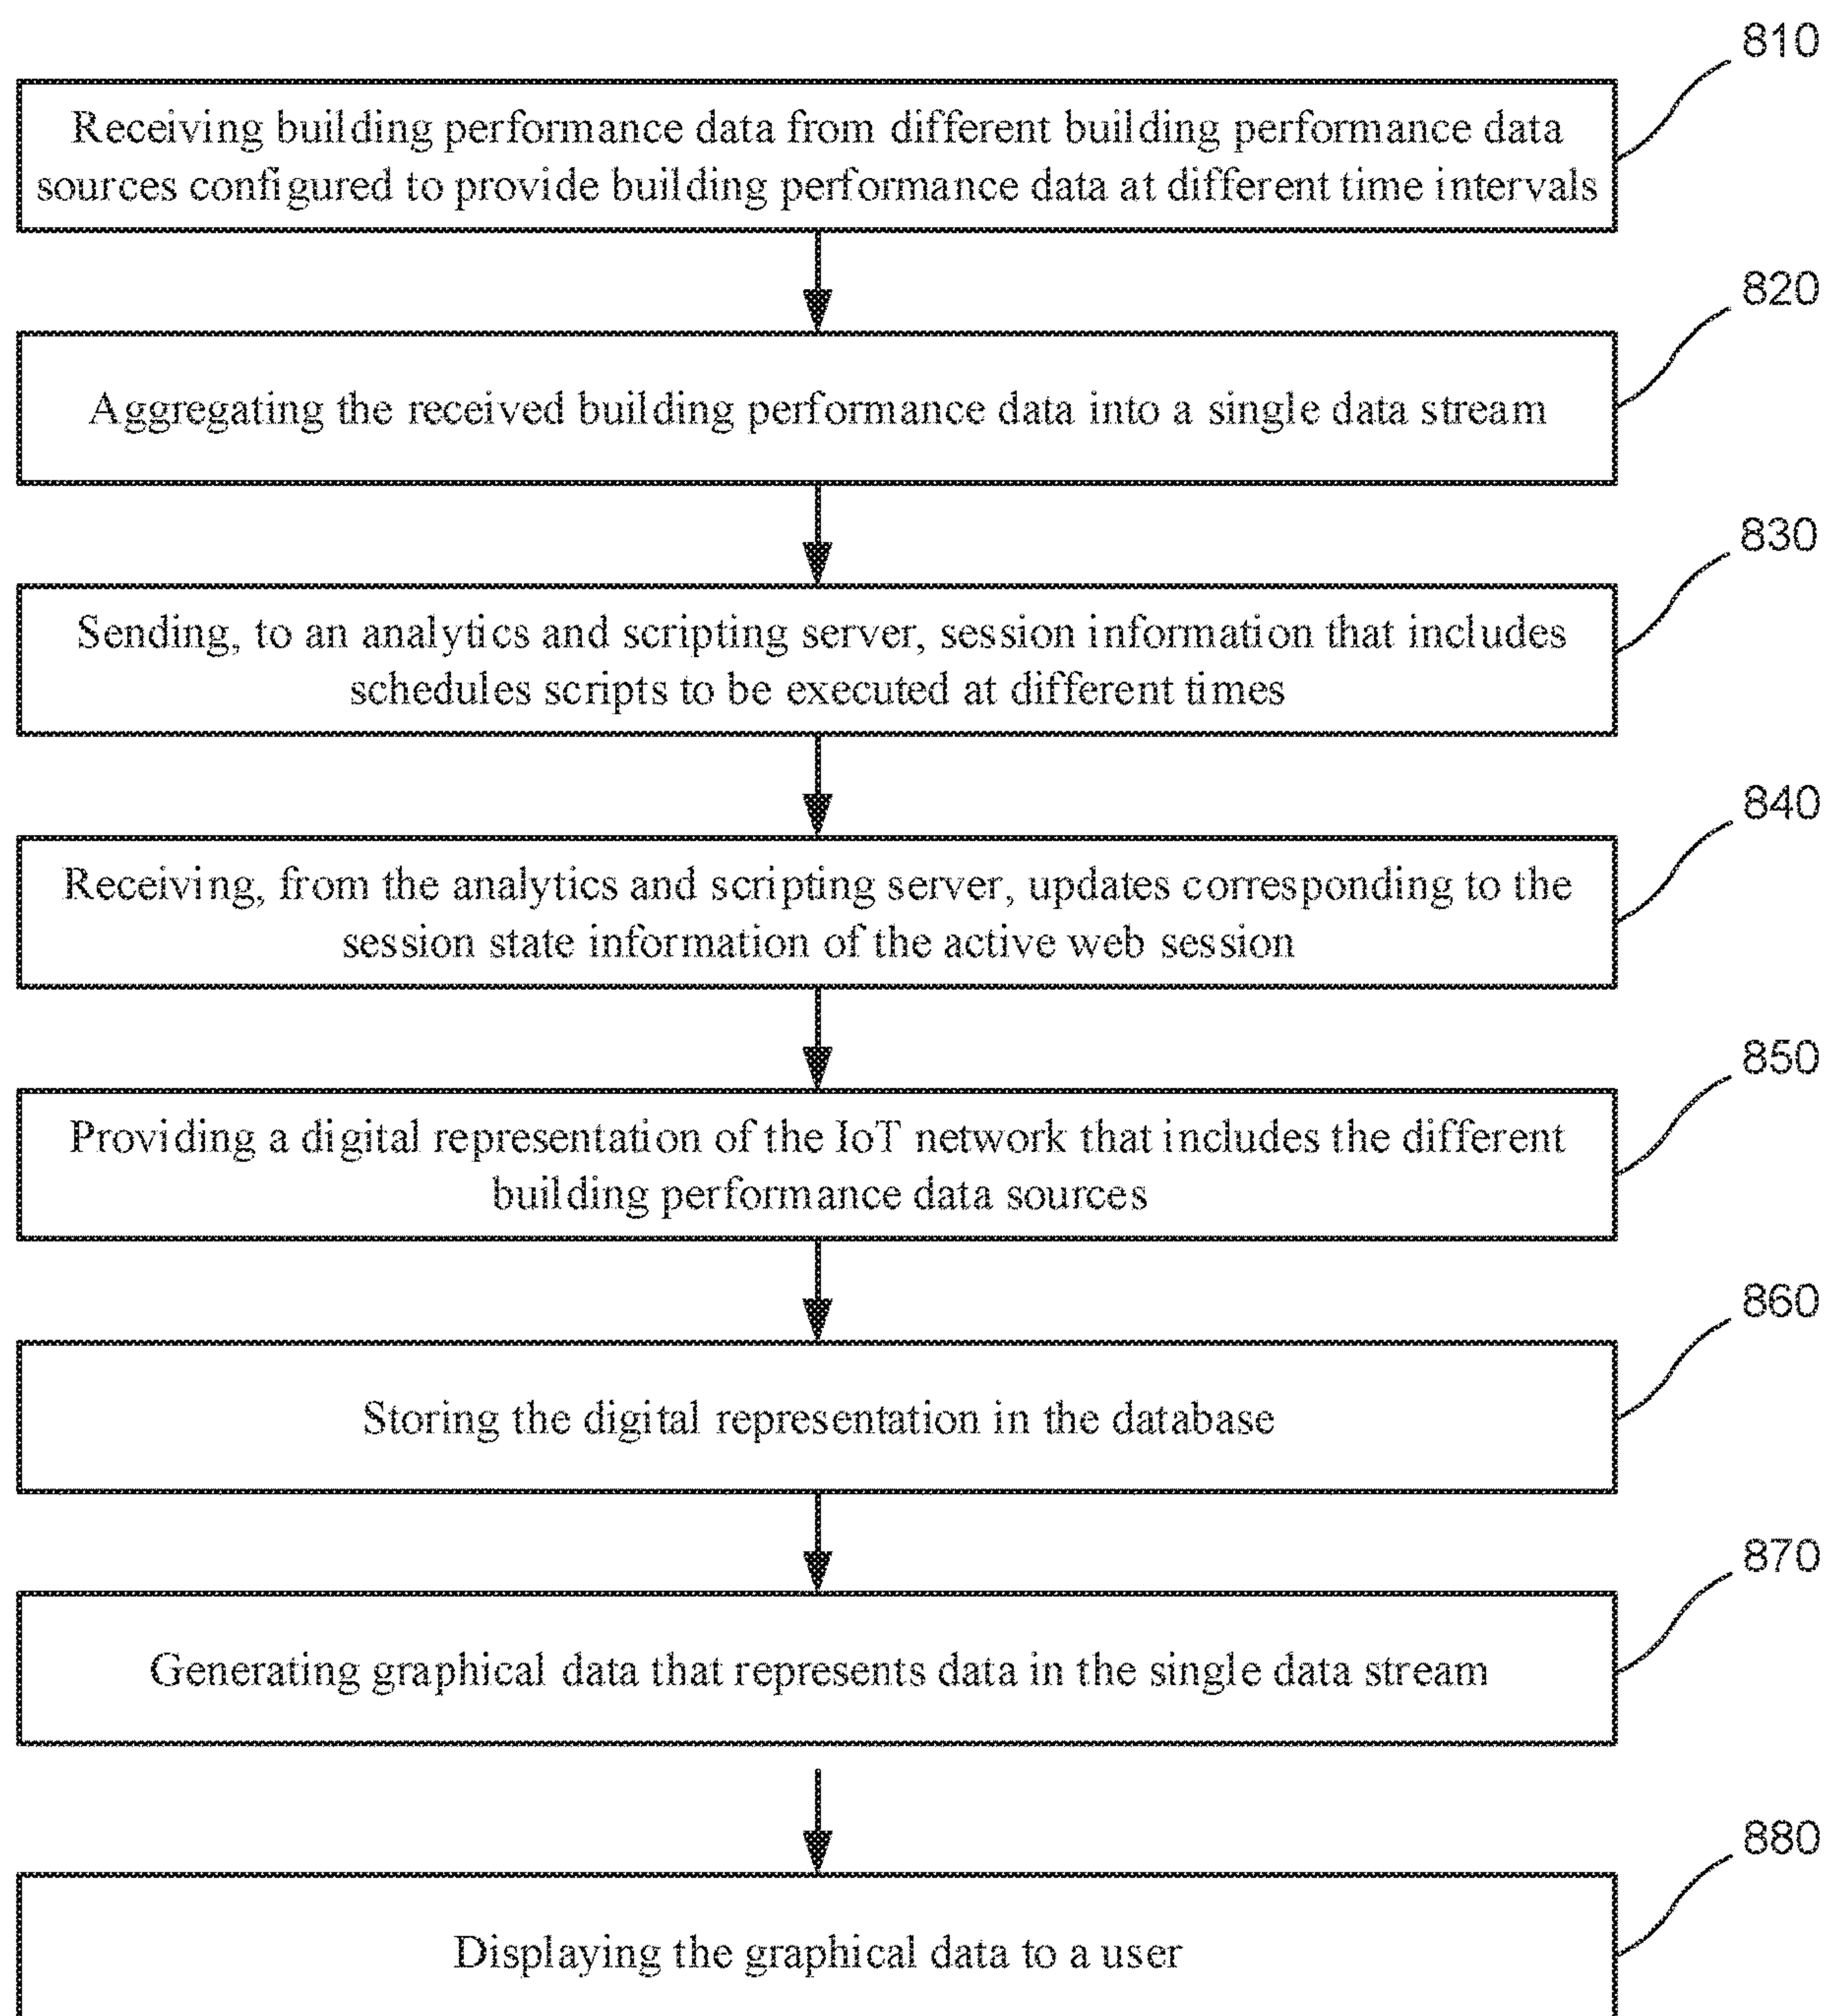 810
Receiving building performance data from different building performance data
sources configured to provide building performance data at different time intervals
820
Aggregating the received building performance data into a single data stream
830
Sending, to an analytics and scripting server, session information that includes
schedules scripts to be executed at different times
840
Receiving, from the analytics and scripting server, updates corresponding to the
session state information of the active web session
850
Providing a digital representation of the IoT network that includes the different
building performance data sources
860
Storing the digital representation in the database
870
Generating graphical data that represents data in the single data stream
880
Displaying the graphical data to a user